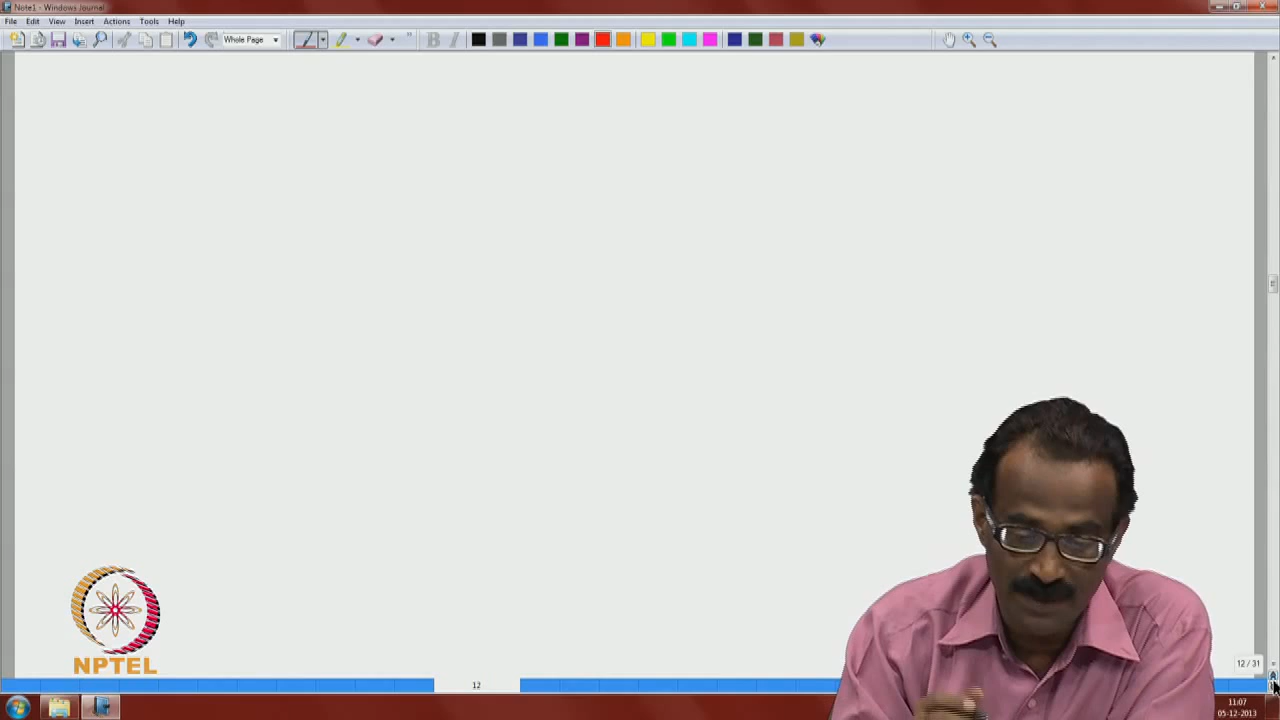 Note1 - Windows Journal
File Edit View Insert Actions Tools Help
Whole Page
B I
NPTEL
12 / 31
12
11:07
05-12-2013